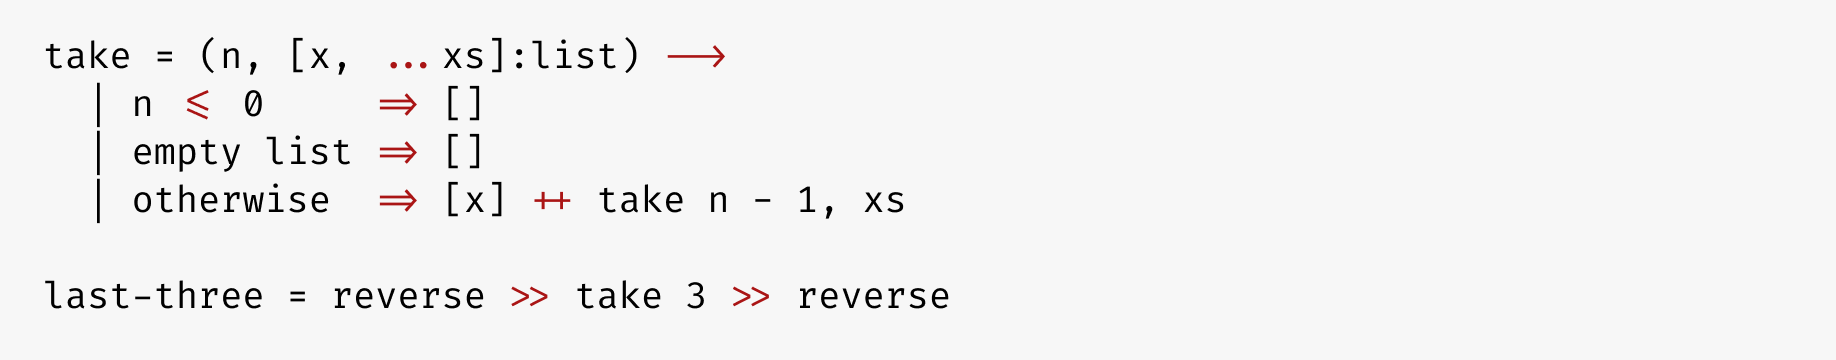 take = (n, [x, ...xs]:list) -->
  | n <= 0     => []
  | empty list => []
  | otherwise  => [x] ++ take n - 1, xs

last-three = reverse >> take 3 >> reverse